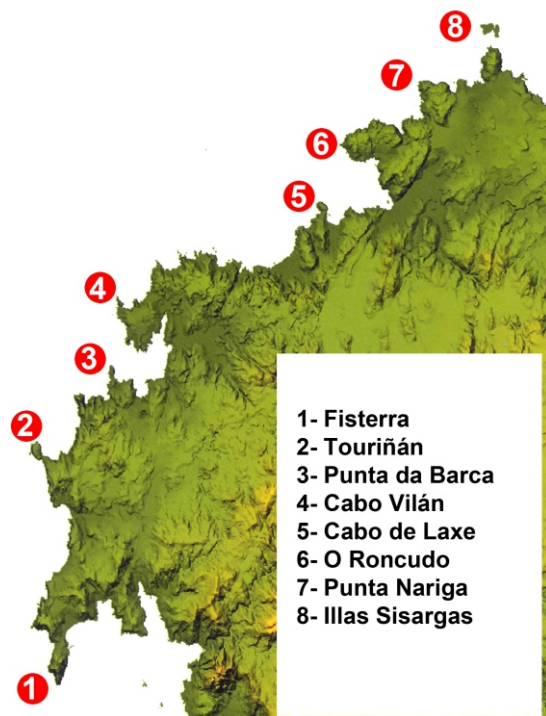 8
7
6
5
4
3
2
1
1- Fisterra
2- Touriñán
3- Punta da Barca
4- Cabo Vilán
5- Cabo de Laxe
6- O Roncudo
7- Punta Nariga
8- Illas Sisargas